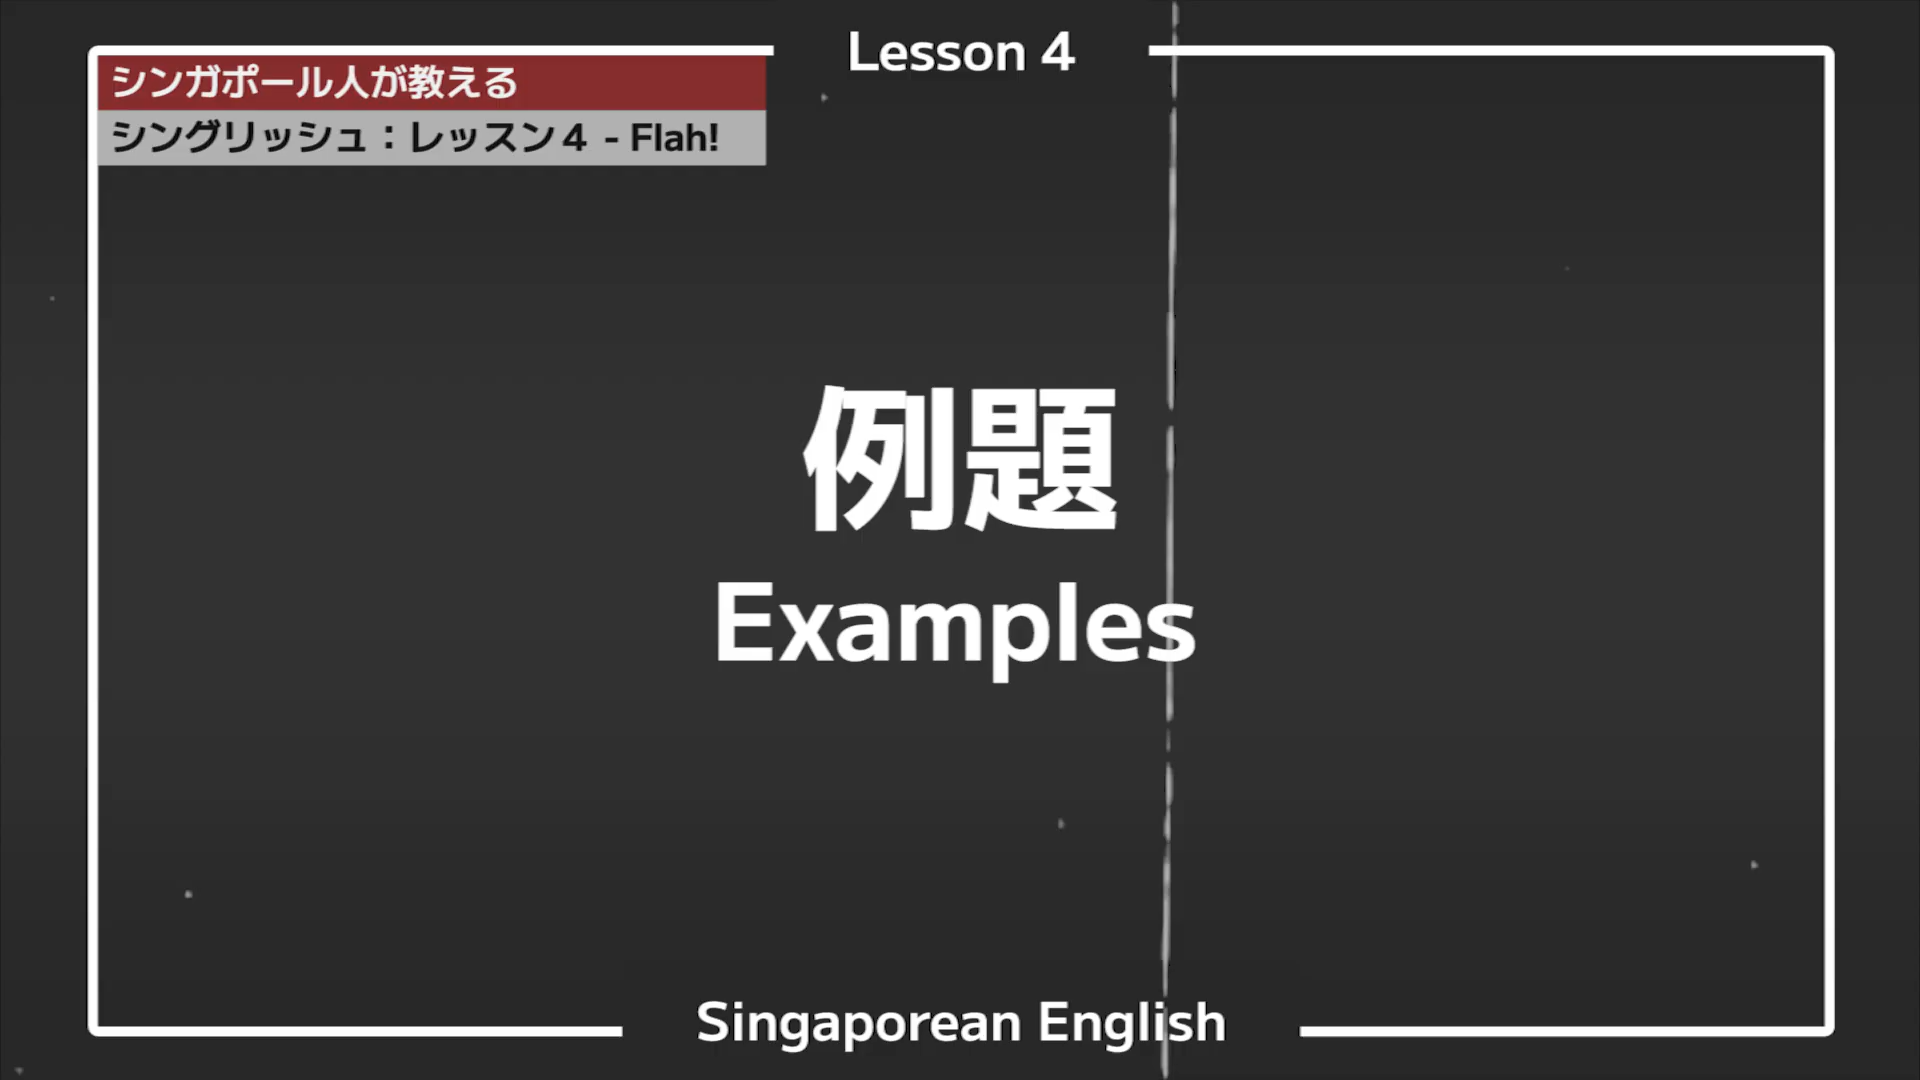 Lesson 4
シンガポール人が教える
シングリッシュ：レッスン４ - Flah!
例題
Examples
Singaporean English